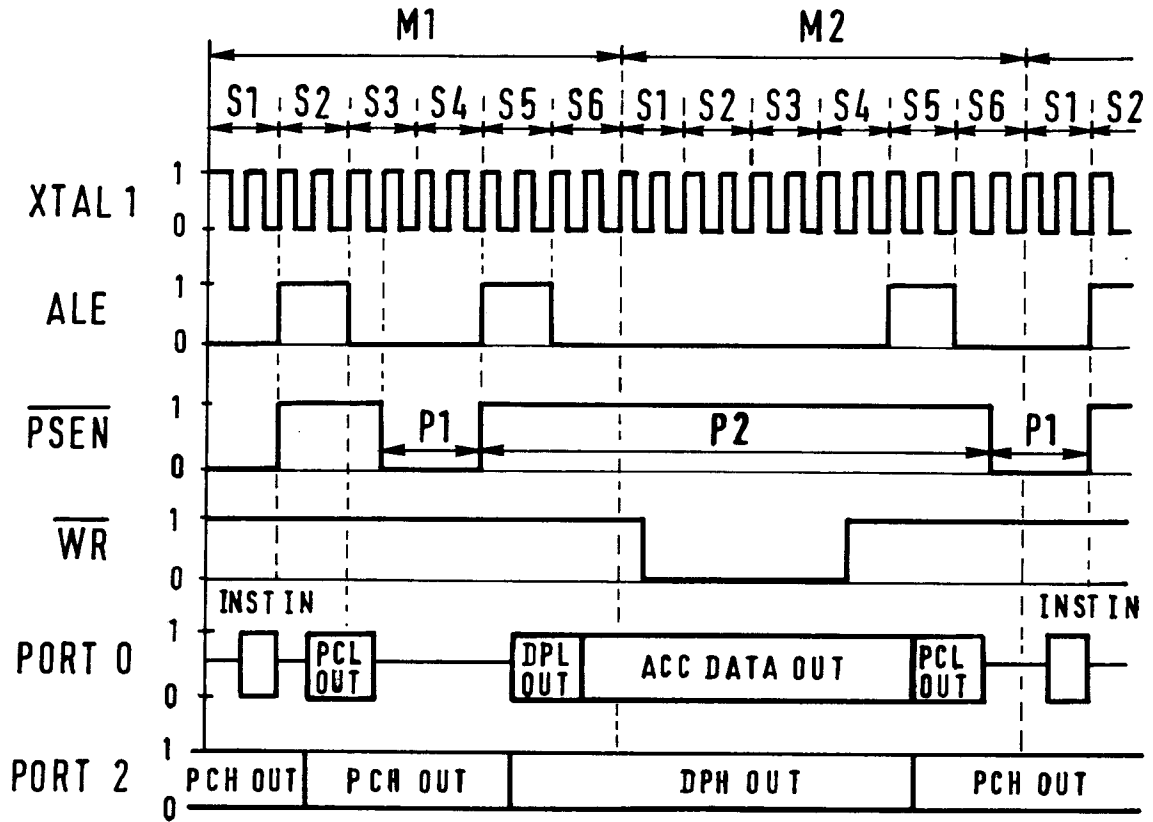 M1 M2
S1 S2 S3 S4 S5 S6 S1 S2 S3 S4 S5 S6 S1 S2
XTAL 1 1
0
ALE 1
0
PSEN 1
0
P1 P2 P1
WR 1
0
INST IN INST IN
PORT 0 1
0
PCL OUT
DPL OUT
ACC DATA OUT
PCL OUT
PORT 2 1
0
PCH OUT PCH OUT DPH OUT PCH OUT